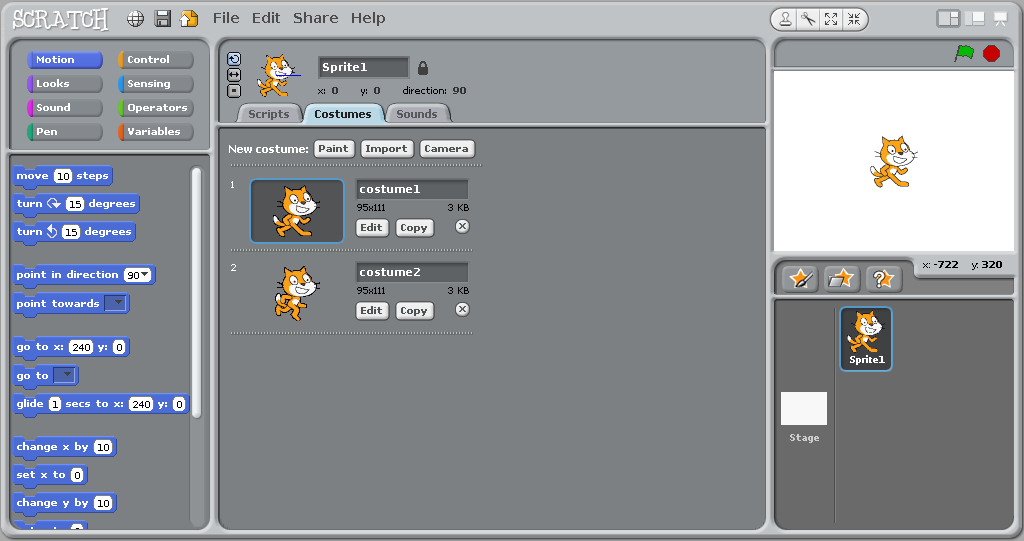 SCRATCH File Edit Share Help
Motion Control
Looks Sensing
Sound Operators
Pen Variables
move 10 steps
turn 15 degrees
turn 15 degrees
point in direction 90
point towards
go to x: 240 y: 0
go to
glide 1 secs to x: 240 y: 0
change x by 10
set x to 0
change y by 10
Sprite1
x: 0 y: 0 direction: 90
Scripts Costumes Sounds
New costume: Paint Import Camera
1
costume1
95x111 3 KB
Edit Copy
2
costume2
95x111 3 KB
Edit Copy
x: -722 y: 320
Sprite1
Stage